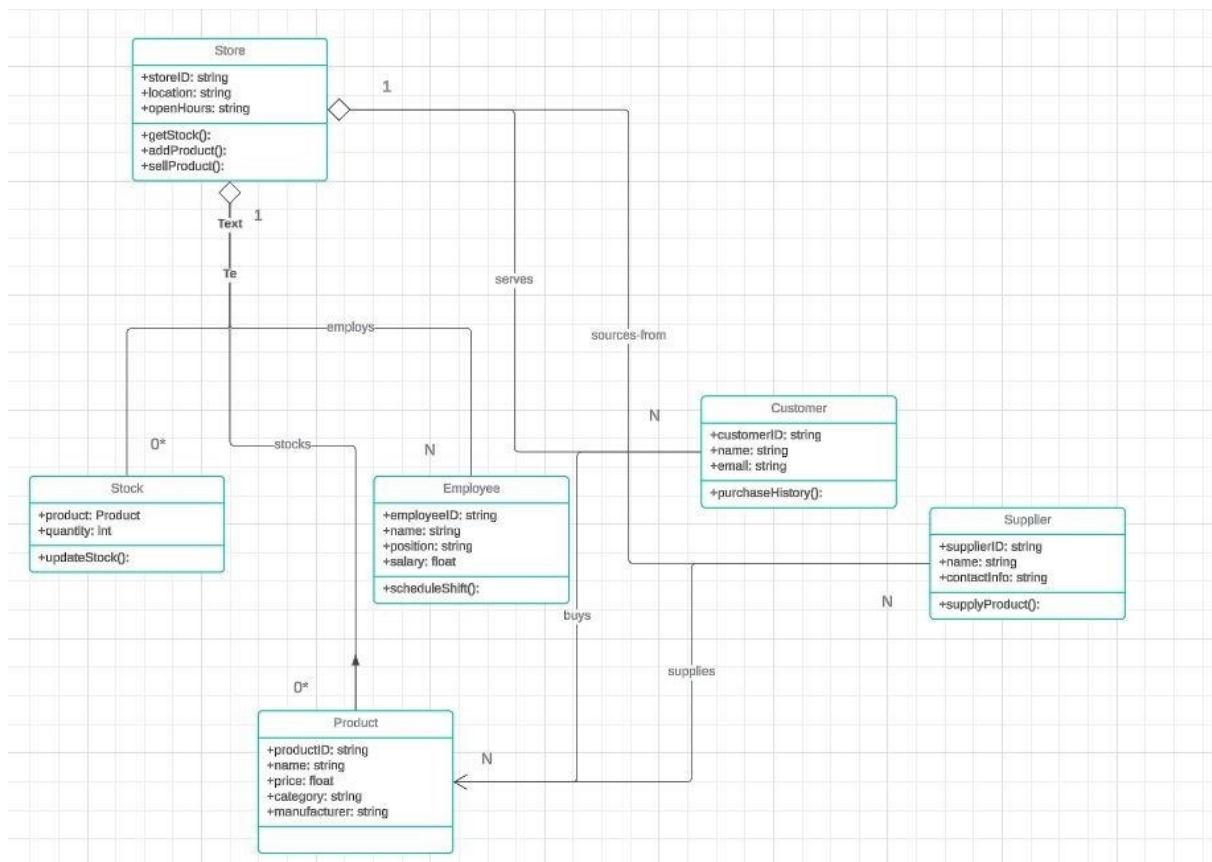 Store
+storeID: string
+location: string
+openHours: string
+getStock():
+addProduct():
+sellProduct():
1
1
Text
Te
employs
serves
sources-from
0*
stocks
N
N
Stock
+product: Product
+quantity: int
+updateStock():
Employee
+employeeID: string
+name: string
+position: string
+salary: float
+scheduleShift():
Customer
+customerID: string
+name: string
+email: string
+purchaseHistory():
Supplier
+supplierID: string
+name: string
+contactInfo: string
+supplyProduct():
N
buys
supplies
0*
N
Product
+productID: string
+name: string
+price: float
+category: string
+manufacturer: string